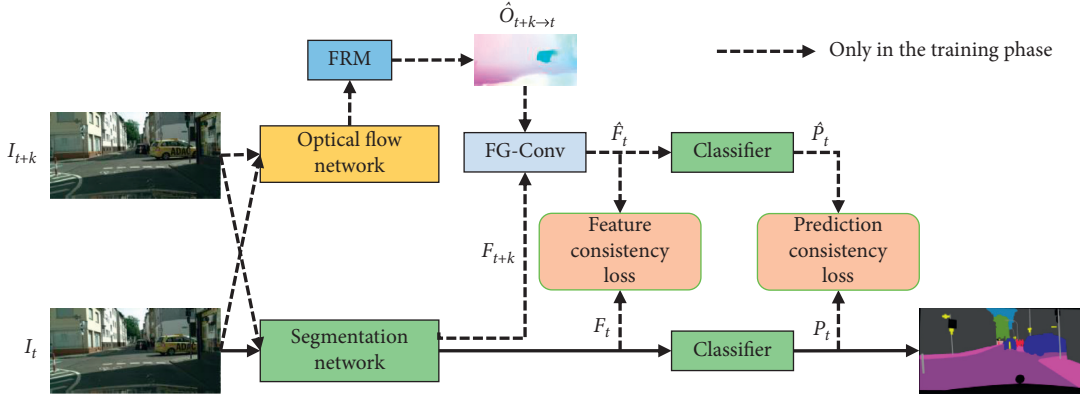 Ô_{t+k→t}
FRM
Only in the training phase
I_{t+k}
Optical flow
network
FG-Conv
F̂_t
Classifier
P̂_t
Feature
consistency
loss
Prediction
consistency
loss
F_{t+k}
I_t
Segmentation
network
F_t
Classifier
P_t
ADAC